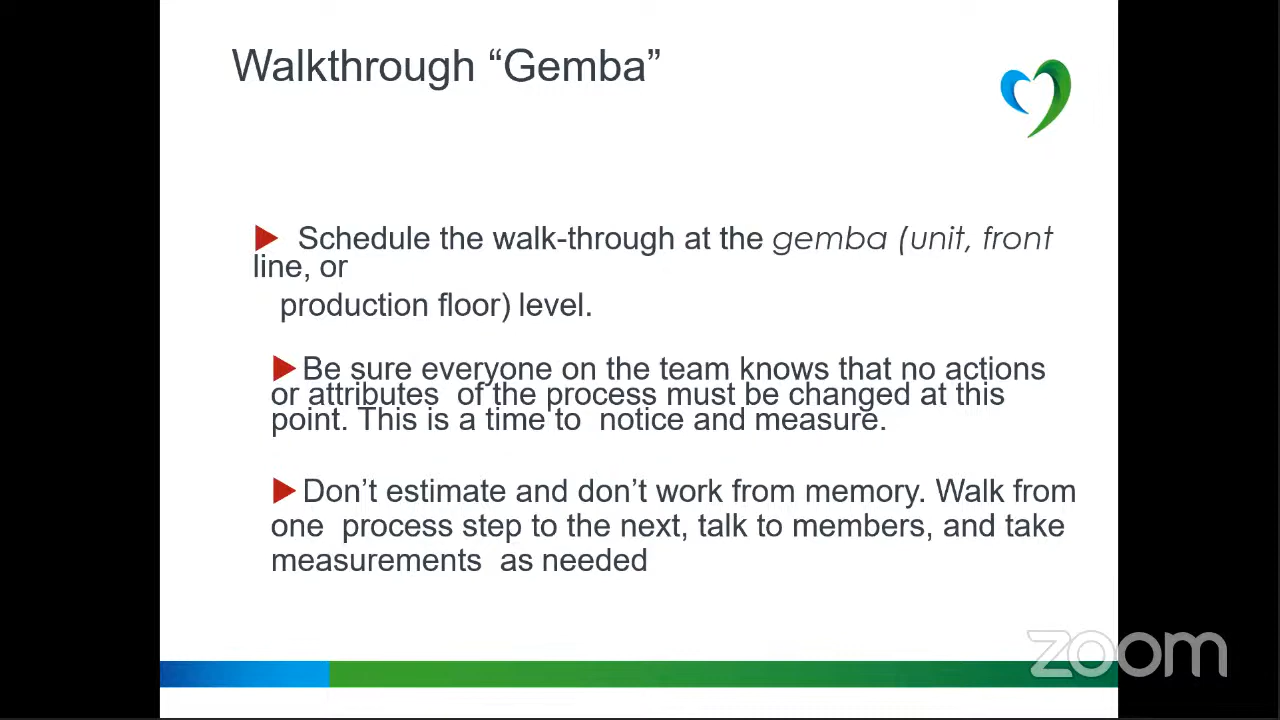 Walkthrough “Gemba”
Schedule the walk-through at the gemba (unit, front
line, or
production floor) level.
Be sure everyone on the team knows that no actions
or attributes of the process must be changed at this
point. This is a time to notice and measure.
Don’t estimate and don’t work from memory. Walk from
one process step to the next, talk to members, and take
measurements as needed
zoom